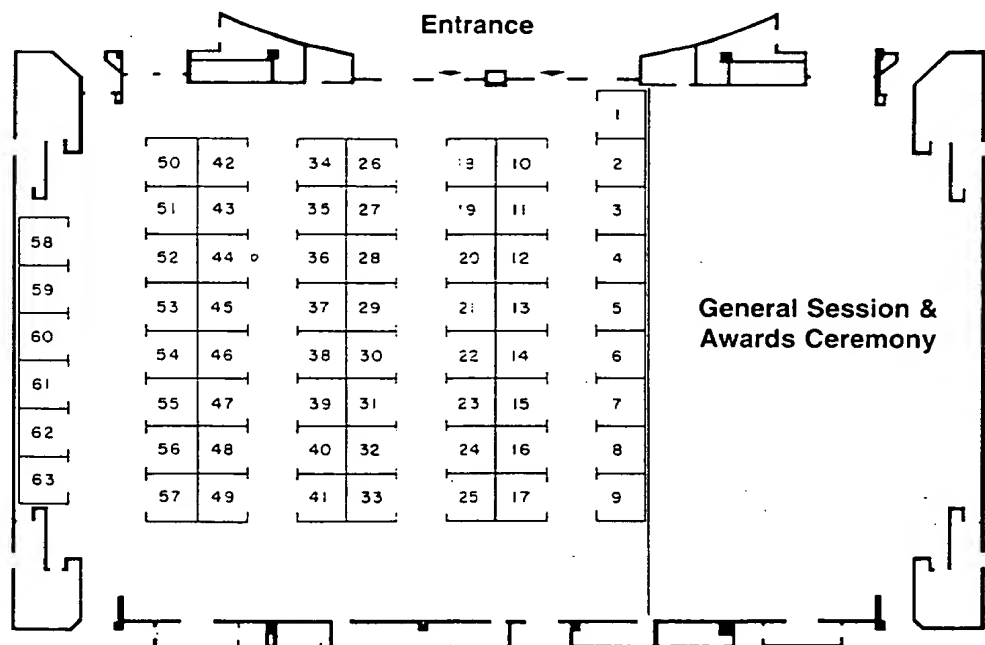 Entrance
1
50 42 34 26 18 10 2
51 43 35 27 19 11 3
58 52 44 36 28 20 12 4
59 53 45 37 29 21 13 5
General Session &
Awards Ceremony
60 54 46 38 30 22 14 6
61 55 47 39 31 23 15 7
62 56 48 40 32 24 16 8
63 57 49 41 33 25 17 9